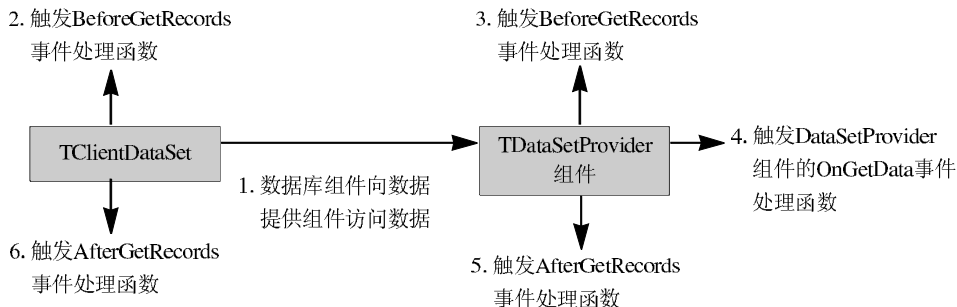 2. 触发BeforeGetRecords
事件处理函数
3. 触发BeforeGetRecords
事件处理函数
TClientDataSet
TDataSetProvider
组件
4. 触发DataSetProvider
组件的OnGetData事件
处理函数
1. 数据库组件向数据
提供组件访问数据
6. 触发AfterGetRecords
事件处理函数
5. 触发AfterGetRecords
事件处理函数